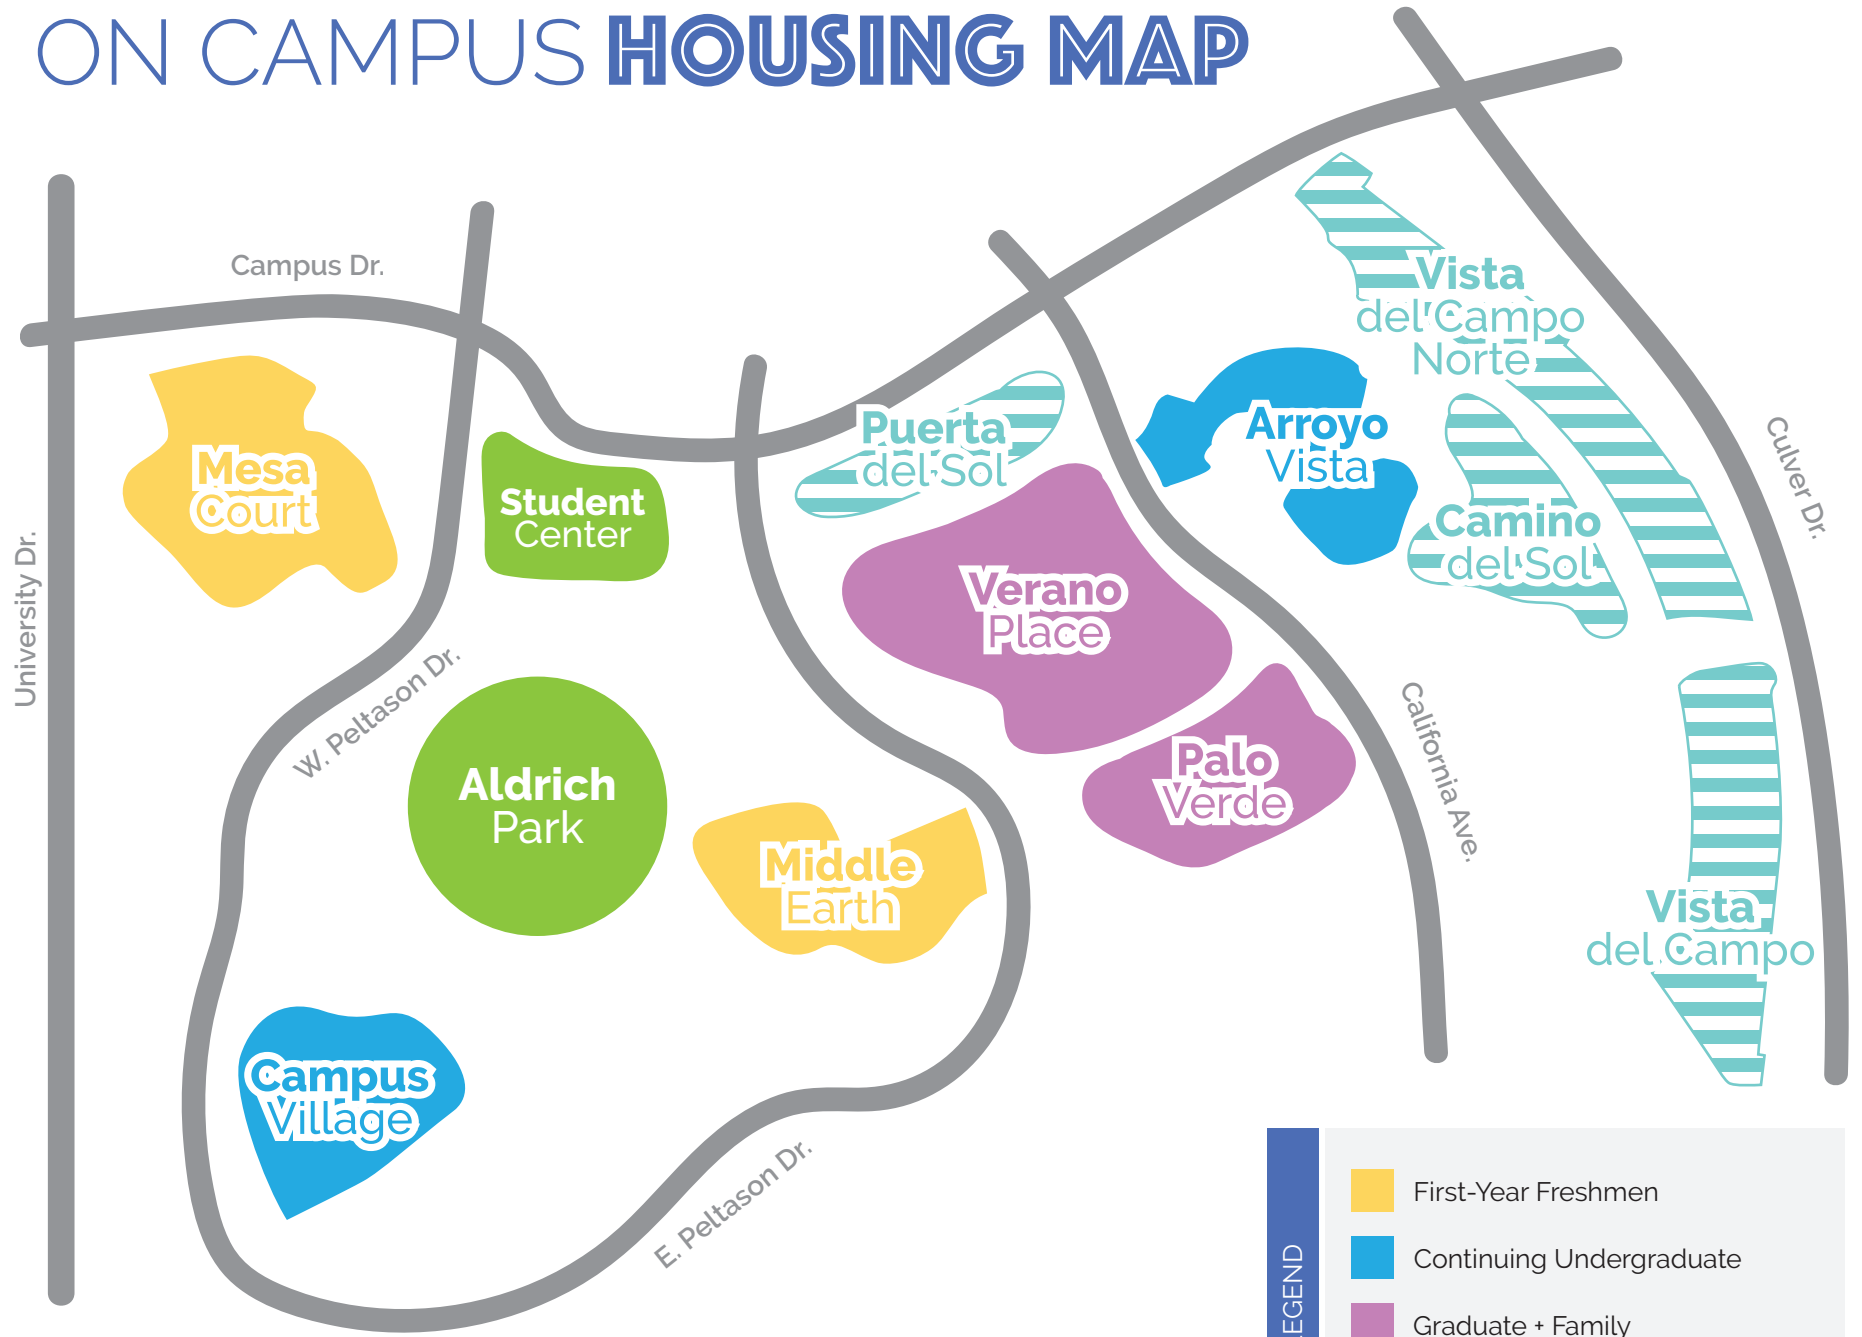 ON CAMPUS HOUSING MAP
Campus Dr.
Vista
del Campo
Norte
Mesa
Court
Student
Center
Puerta
del Sol
Arroyo
Vista
Culver Dr.
Camino
del Sol
University Dr.
Verano
Place
W. Peltason Dr.
Aldrich
Park
Palo
Verde
California Ave.
Middle
Earth
Vista
del Campo
Campus
Village
E. Peltason Dr.
First-Year Freshmen
Continuing Undergraduate
Graduate + Family